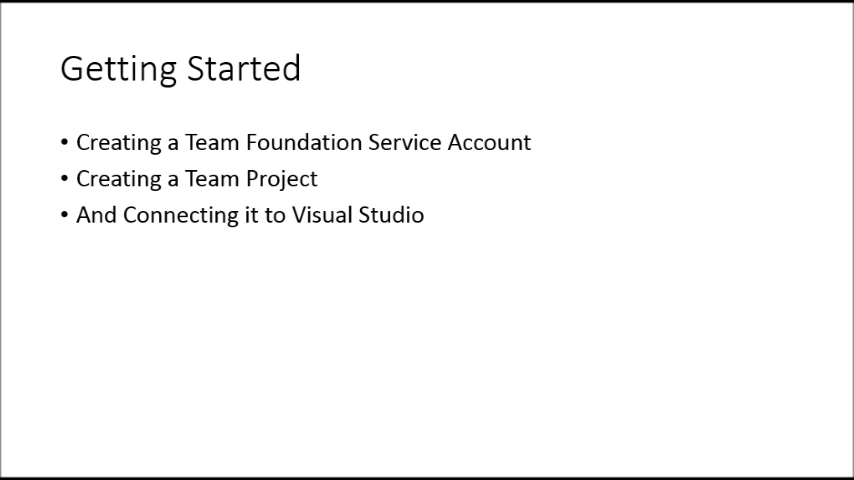 Getting Started
• Creating a Team Foundation Service Account
• Creating a Team Project
• And Connecting it to Visual Studio